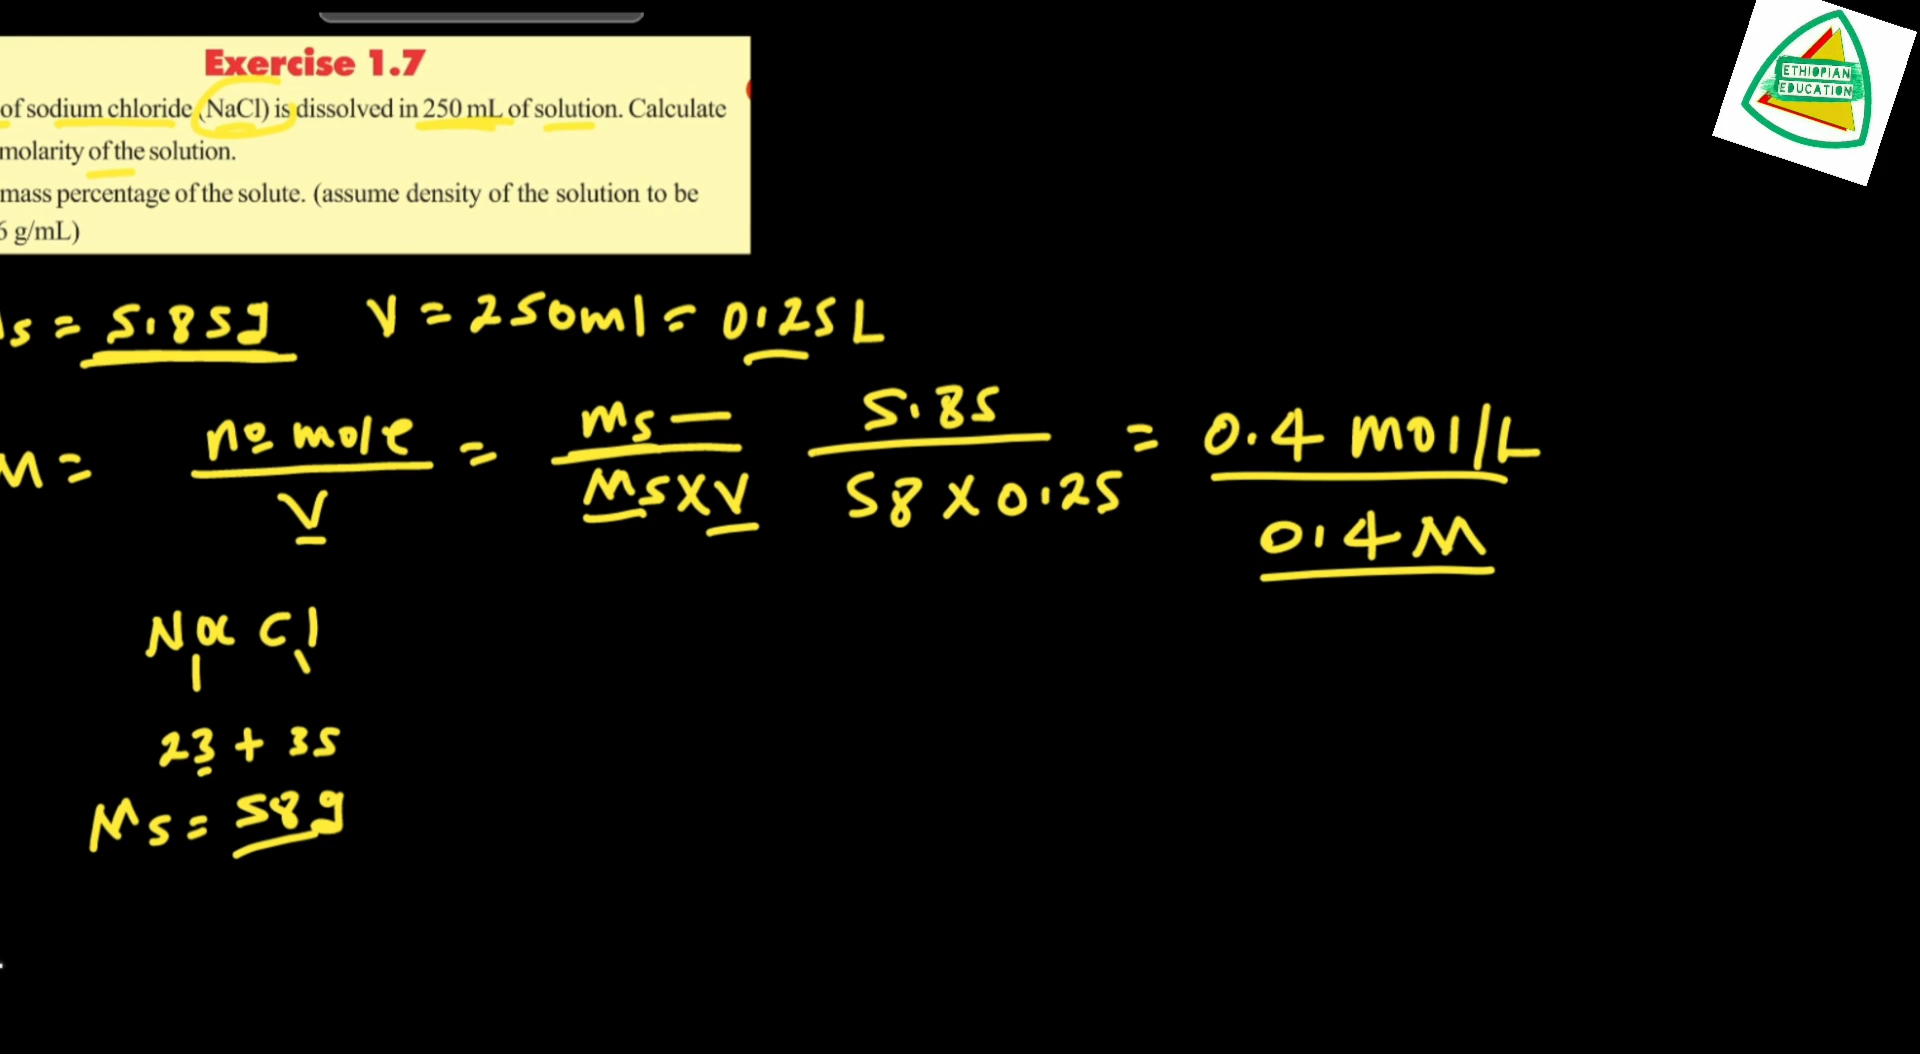 Exercise 1.7
of sodium chloride (NaCl) is dissolved in 250 mL of solution. Calculate
molarity of the solution.
mass percentage of the solute. (assume density of the solution to be
g/mL)
ETHIOPIAN
EDUCATION
s = 5.85g V = 250ml = 0.25 L
M = no mole / V = ms / Ms x V 5.85 / 58 x 0.25 = 0.4 mol/L
0.4 M
Na Cl
23 + 35
Ms = 58g